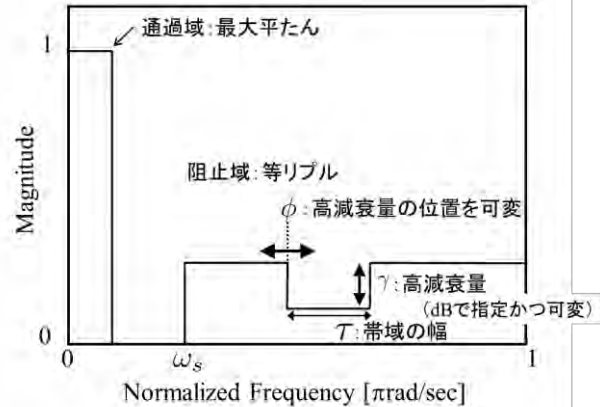 1
通過域:最大平たん
阻止域:等リプル
ϕ:高減衰量の位置を可変
γ:高減衰量
(dBで指定かつ可変)
τ:帯域の幅
Magnitude
0
0
ωs
1
Normalized Frequency [πrad/sec]